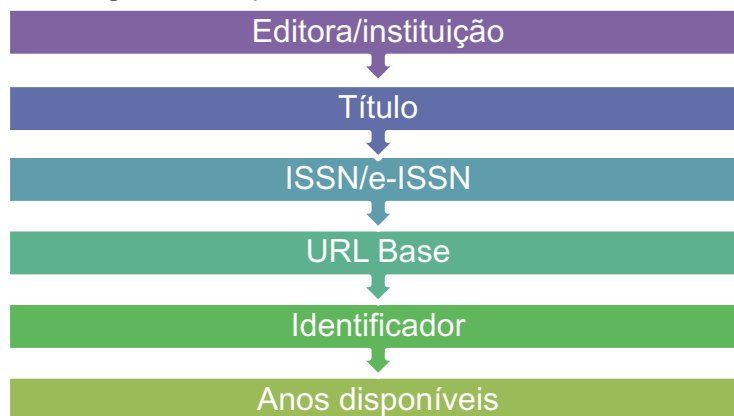 Editora/instituição
Título
ISSN/e-ISSN
URL Base
Identificador
Anos disponíveis